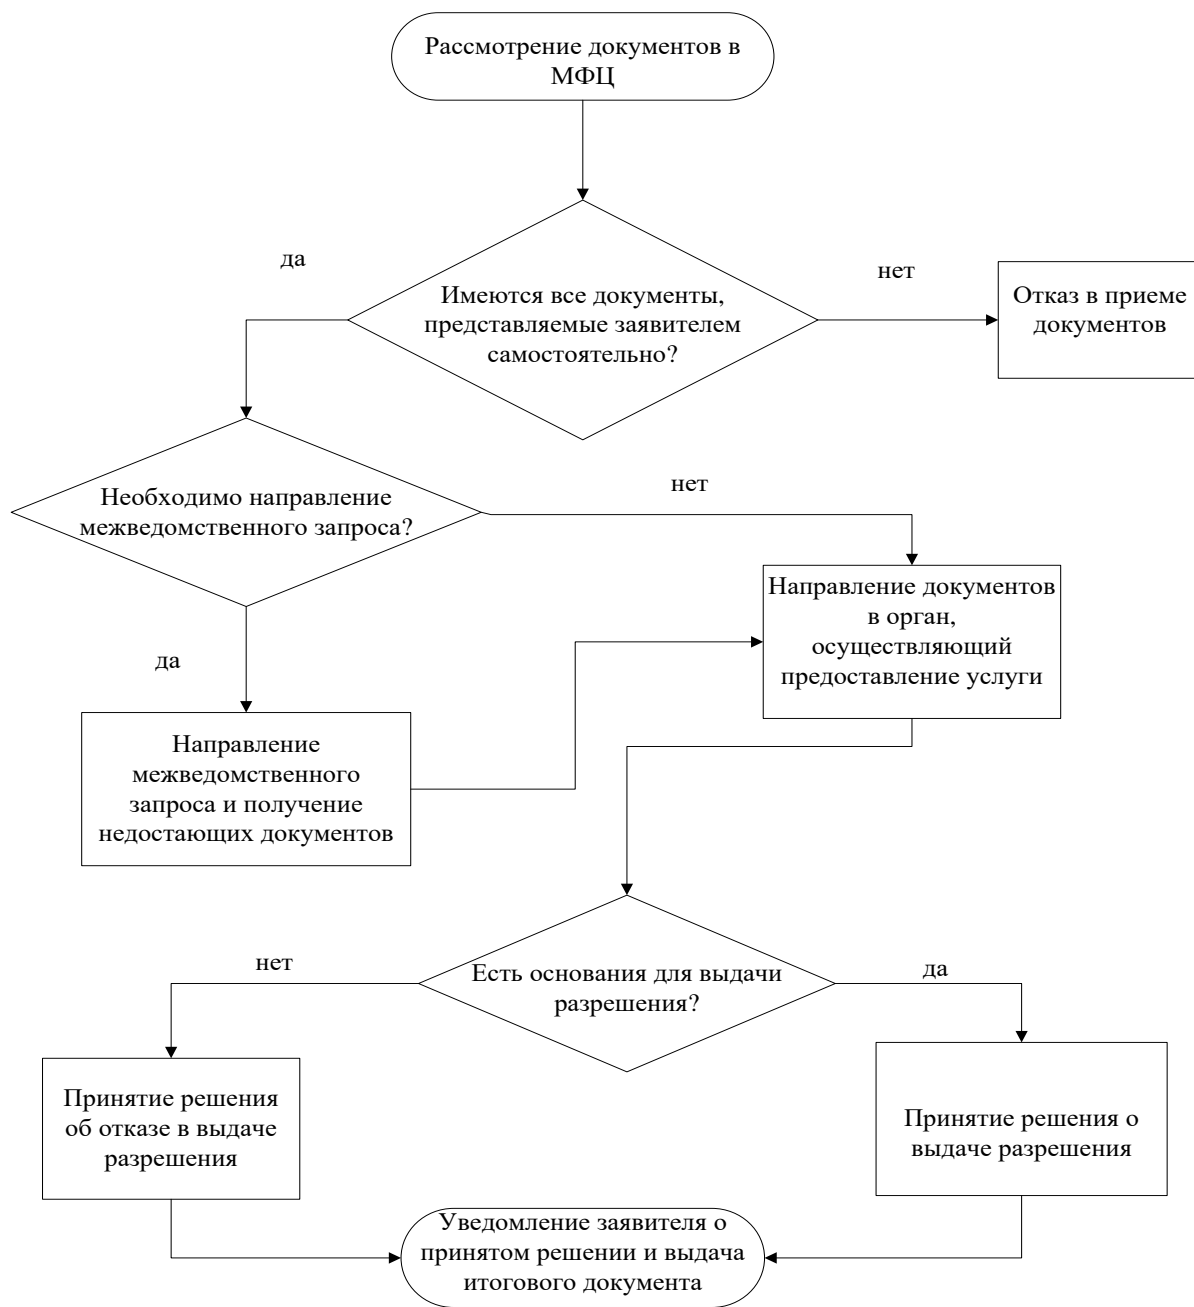 Рассмотрение документов в
МФЦ
да
нет
Имеются все документы,
представляемые заявителем
самостоятельно?
Отказ в приеме
документов
Необходимо направление
межведомственного запроса?
нет
Направление документов
в орган,
осуществляющий
предоставление услуги
да
Направление
межведомственного
запроса и получение
недостающих документов
нет
Есть основания для выдачи
разрешения?
да
Принятие решения
об отказе в выдаче
разрешения
Принятие решения о
выдаче разрешения
Уведомление заявителя о
принятом решении и выдача
итогового документа